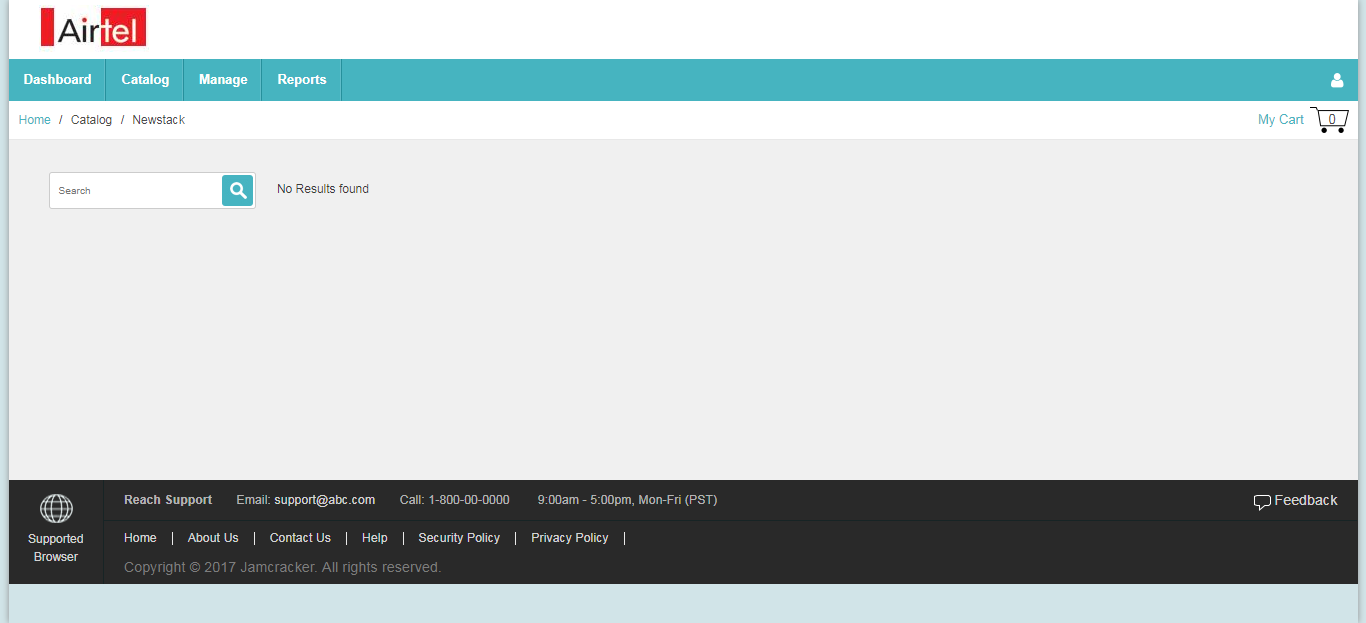 Airtel
Dashboard Catalog Manage Reports
Home / Catalog / Newstack My Cart 0
Search No Results found
Reach Support Email: support@abc.com Call: 1-800-00-0000 9:00am - 5:00pm, Mon-Fri (PST) Feedback
Supported
Browser
Home | About Us | Contact Us | Help | Security Policy | Privacy Policy |
Copyright © 2017 Jamcracker. All rights reserved.